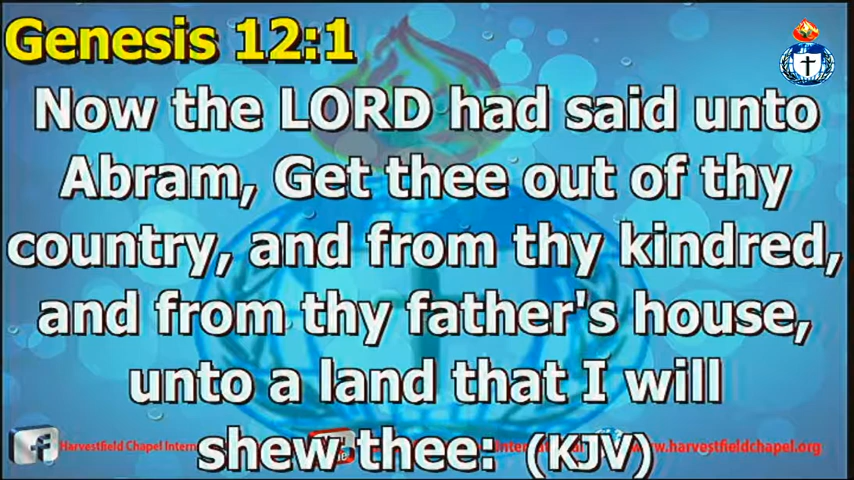 Genesis 12:1
Now the LORD had said unto
Abram, Get thee out of thy
country, and from thy kindred,
and from thy father's house,
unto a land that I will
shew thee: (KJV)
Harvestfield Chapel
www.harvestfieldchapel.org